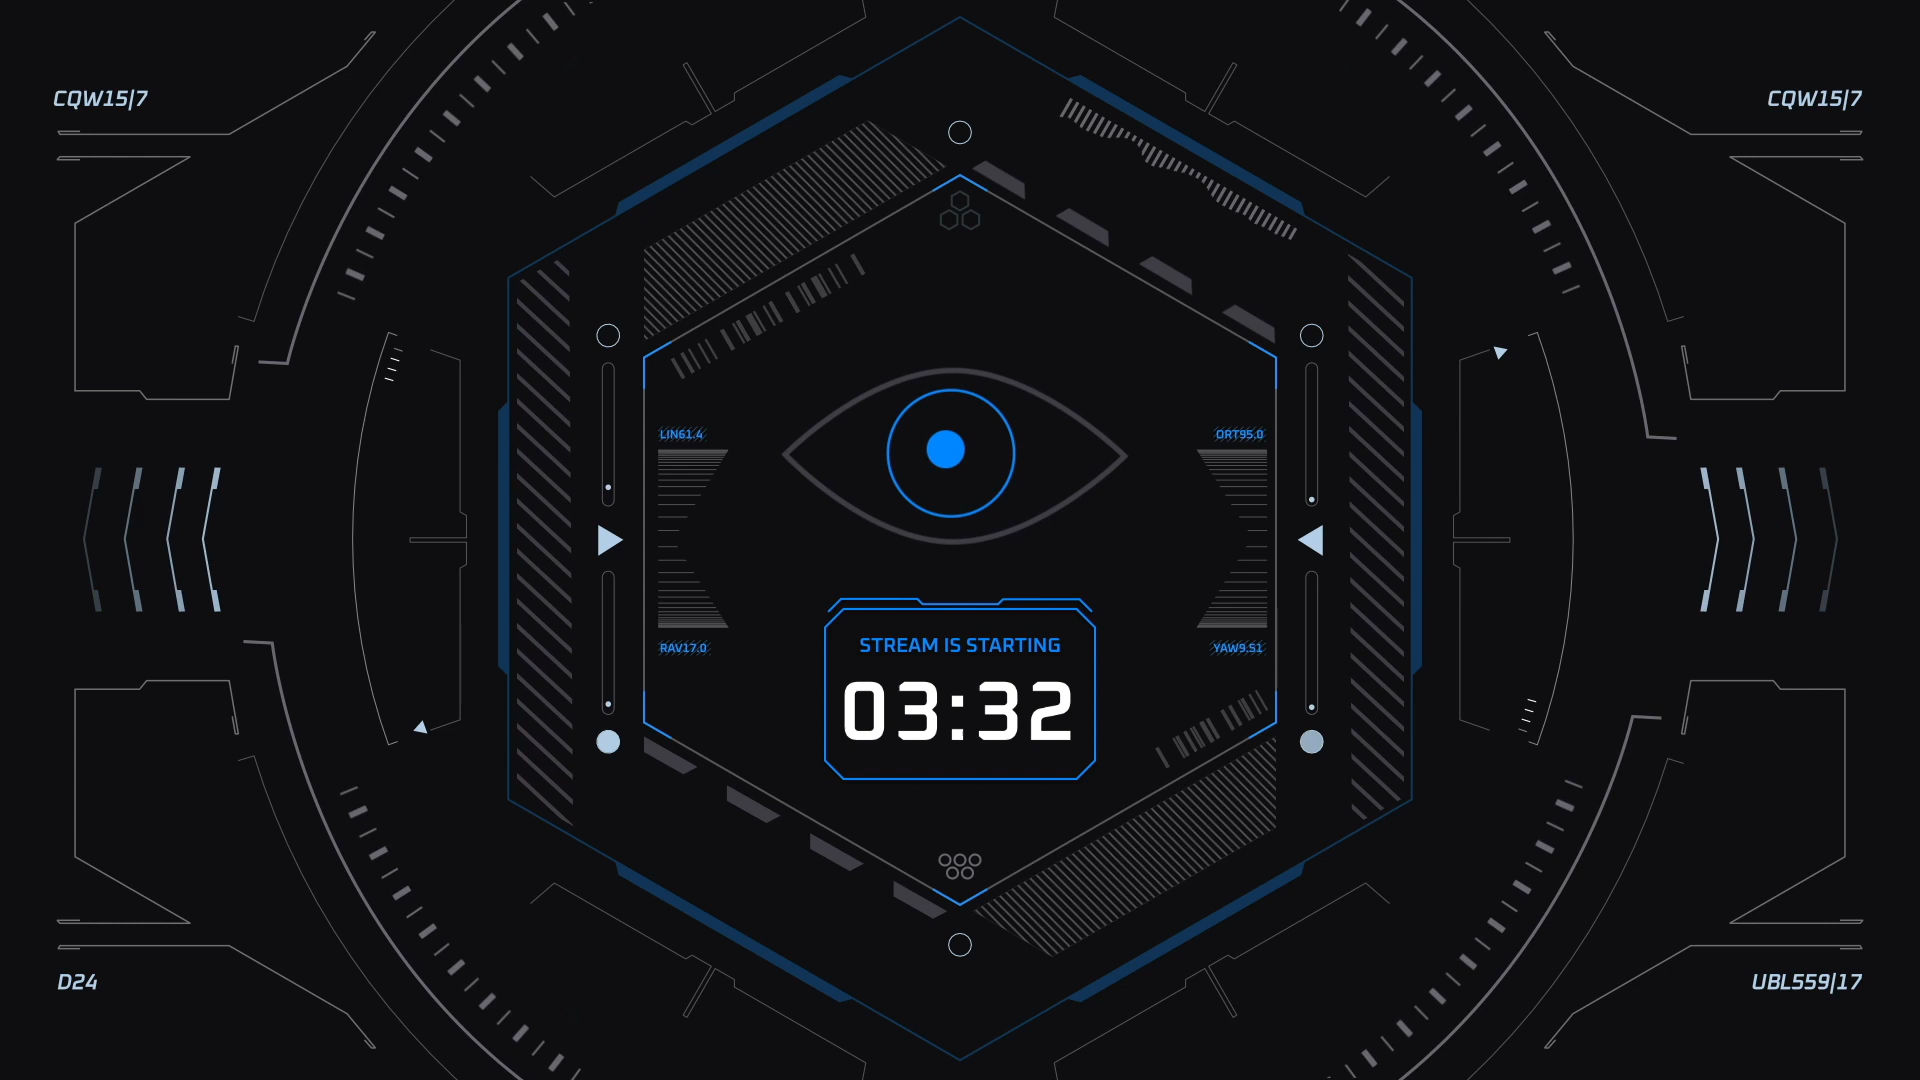 CQW15|7
CQW15|7
LIN61.4
ORT95.0
STREAM IS STARTING
RAV17.0
YAW9.51
03:32
D24
UBL559|17